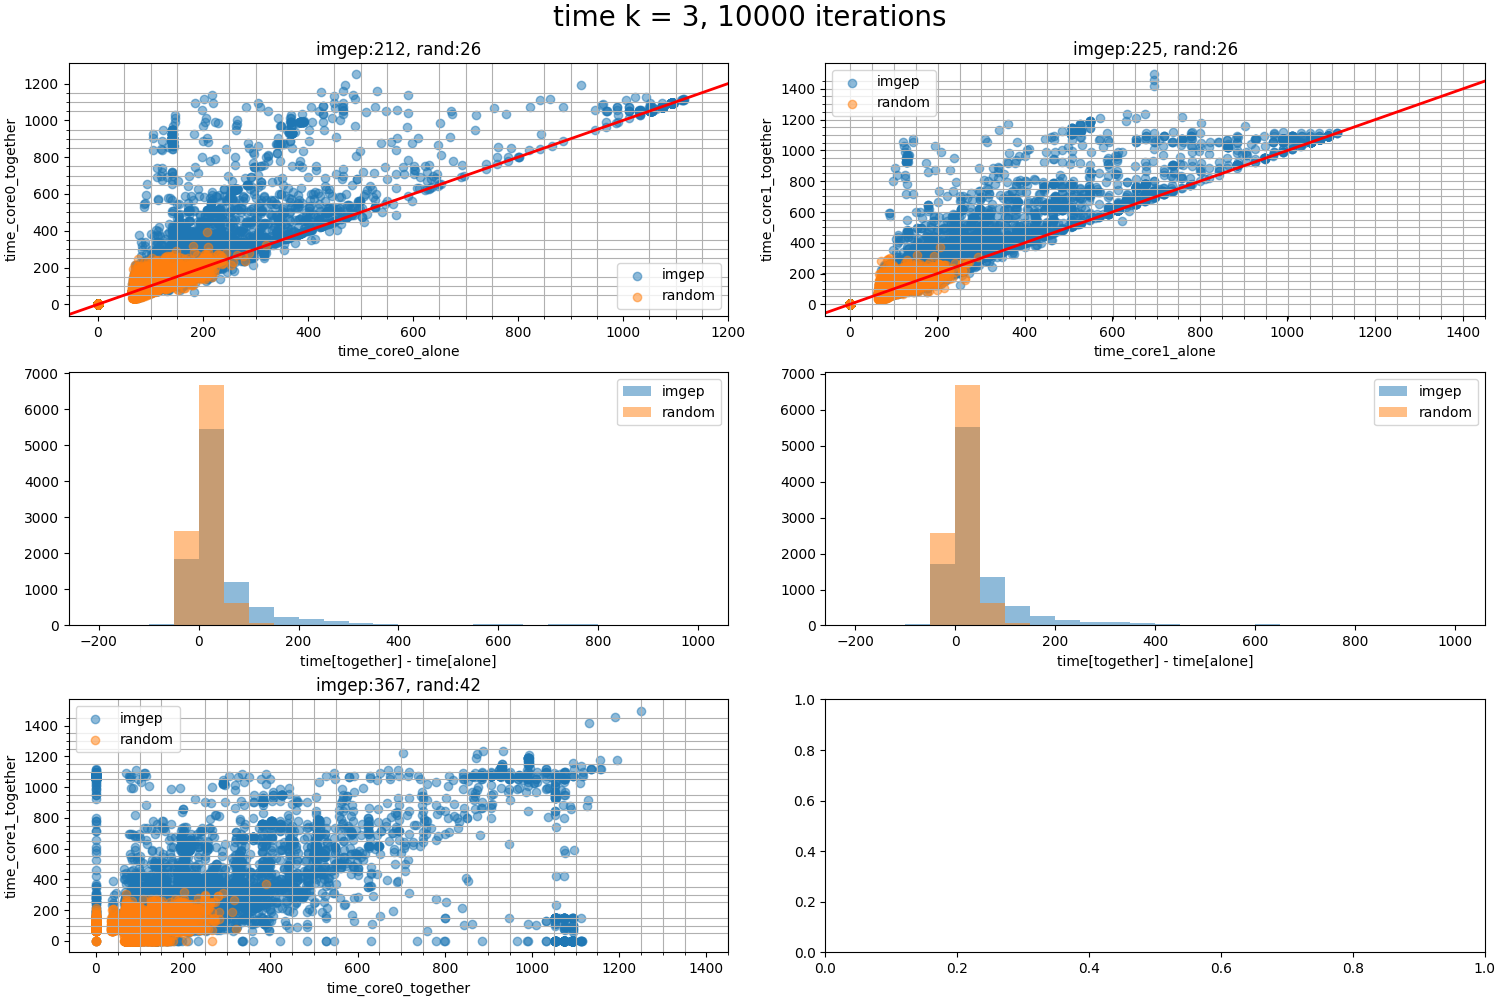 time k = 3, 10000 iterations
imgep:212, rand:26
time_core0_together
1200
1000
800
600
400
200
0
imgep
random
0 200 400 600 800 1000 1200
time_core0_alone
imgep:225, rand:26
time_core1_together
1400
1200
1000
800
600
400
200
0
imgep
random
0 200 400 600 800 1000 1200 1400
time_core1_alone
7000
6000
5000
4000
3000
2000
1000
0
imgep
random
−200 0 200 400 600 800 1000
time[together] - time[alone]
7000
6000
5000
4000
3000
2000
1000
0
imgep
random
−200 0 200 400 600 800 1000
time[together] - time[alone]
imgep:367, rand:42
time_core1_together
1400
1200
1000
800
600
400
200
0
imgep
random
0 200 400 600 800 1000 1200 1400
time_core0_together
1.0
0.8
0.6
0.4
0.2
0.0
0.0 0.2 0.4 0.6 0.8 1.0